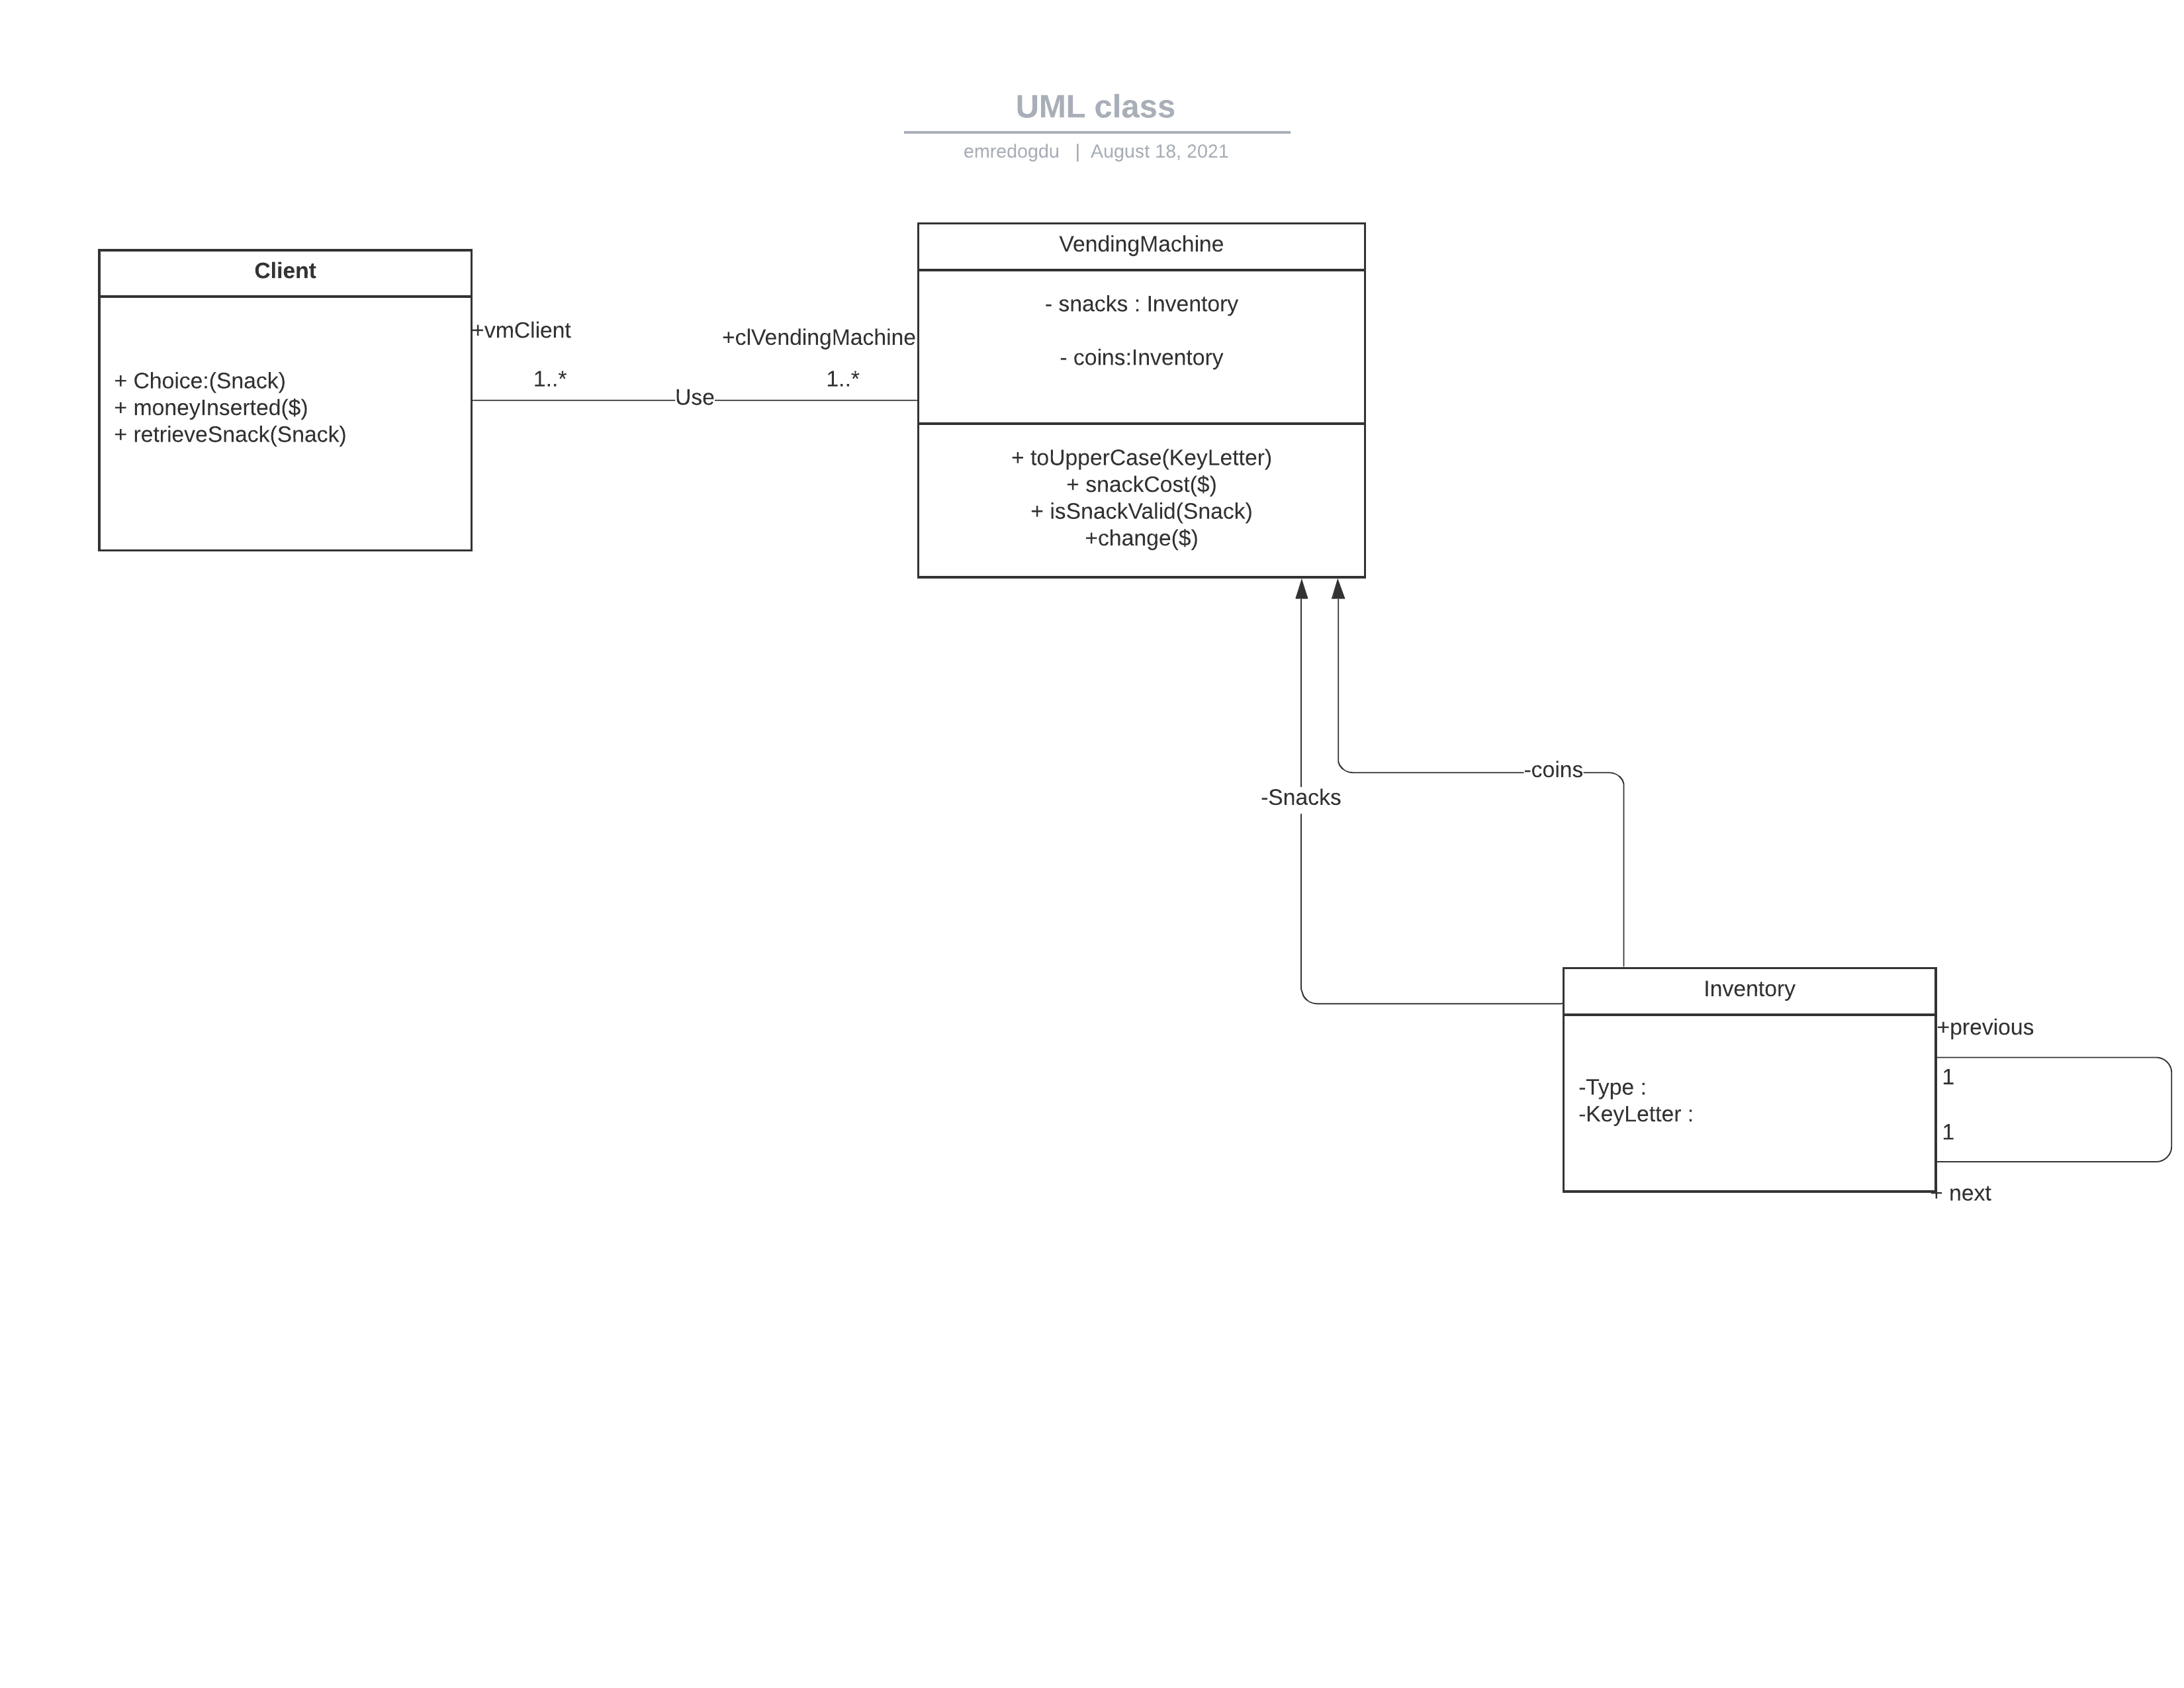 UML class
emredogdu | August 18, 2021
Client
+ Choice:(Snack)
+ moneyInserted($)
+ retrieveSnack(Snack)
+vmClient
1..*
Use
+clVendingMachine
1..*
VendingMachine
- snacks : Inventory
- coins:Inventory
+ toUpperCase(KeyLetter)
+ snackCost($)
+ isSnackValid(Snack)
+change($)
-coins
-Snacks
Inventory
-Type :
-KeyLetter :
+previous
1
1
+ next